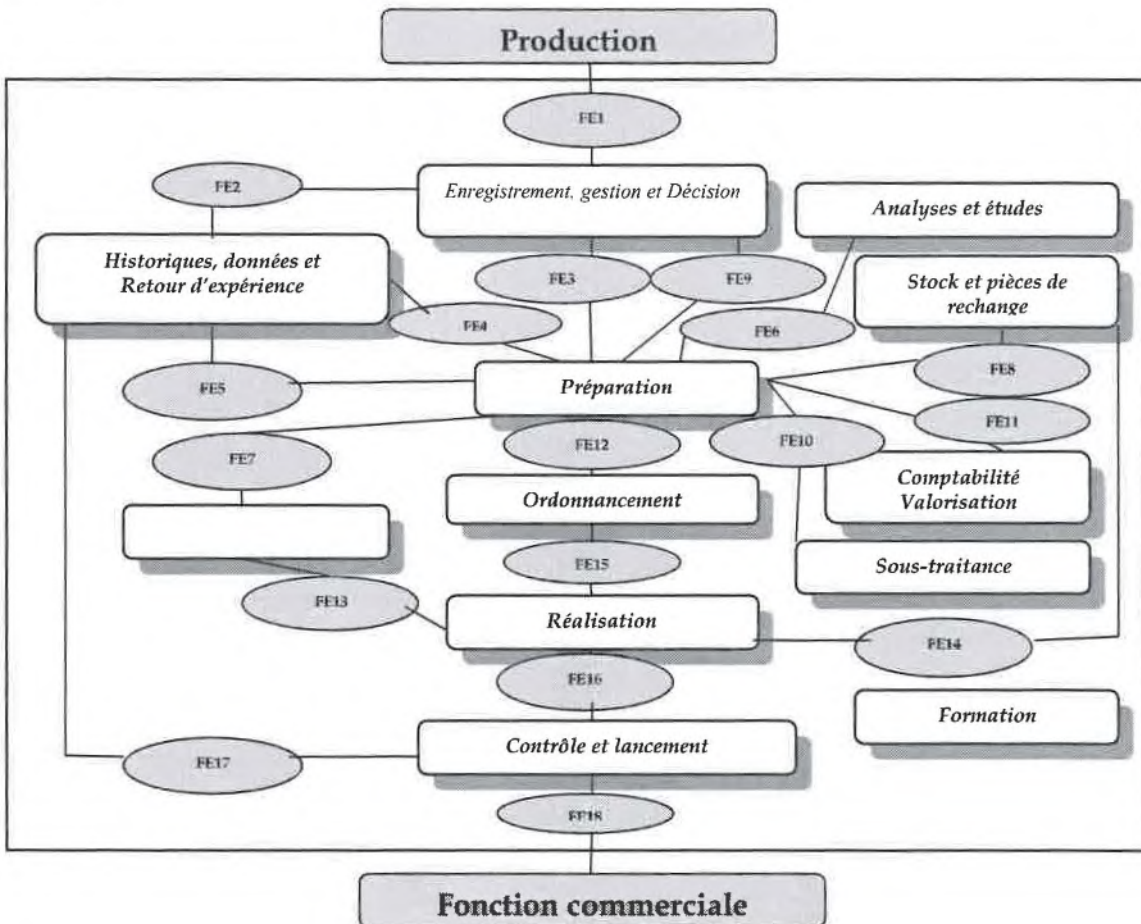 Production
FE1
FE2
Enregistrement, gestion et Décision
Analyses et études
Historiques, données et
Retour d'expérience
FE3
FE9
Stock et pièces de
rechange
FE4
FE6
FE5
Préparation
FE8
FE11
FE7
FE12
FE10
Comptabilité
Valorisation
Ordonnancement
FE15
Sous-traitance
FE13
Réalisation
FE14
FE16
Formation
Contrôle et lancement
FE17
FE18
Fonction commerciale